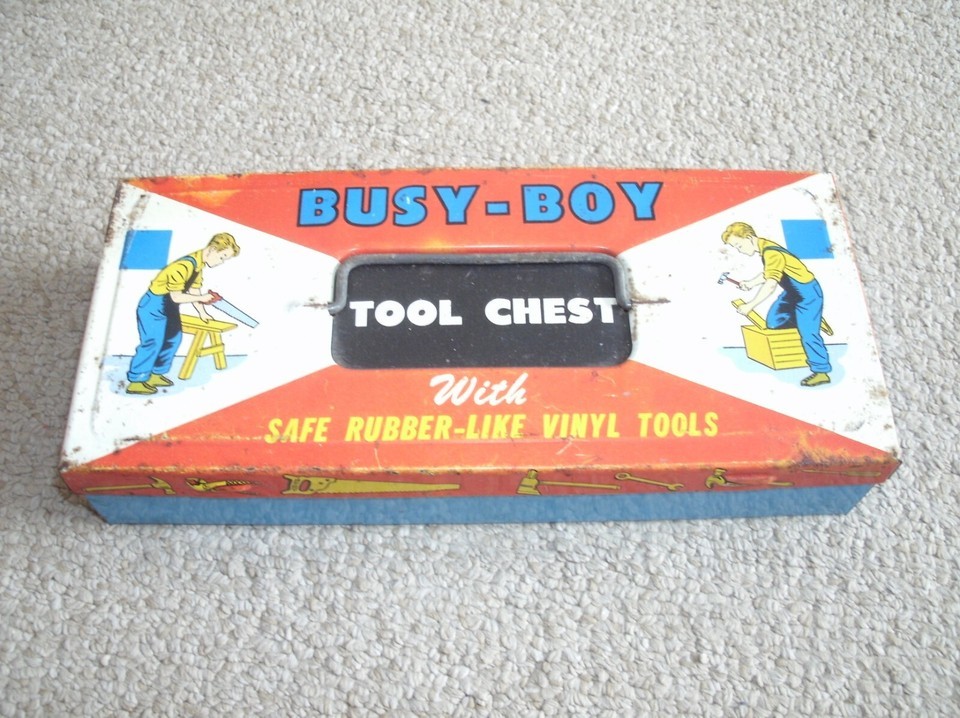 BUSY-BOY
TOOL CHEST
With
SAFE RUBBER-LIKE VINYL TOOLS